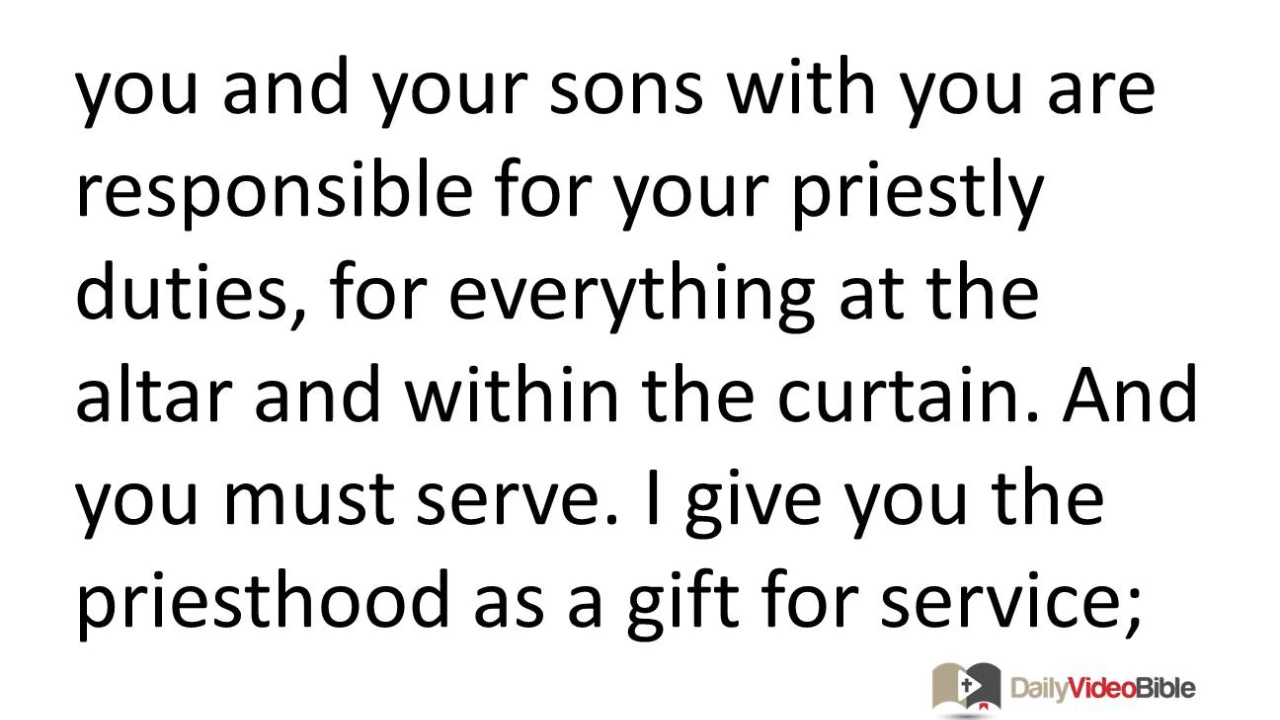 you and your sons with you are
responsible for your priestly
duties, for everything at the
altar and within the curtain. And
you must serve. I give you the
priesthood as a gift for service;
DailyVideoBible